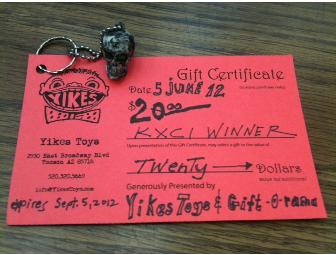 YIKES
TOYS
Yikes Toys
2930 East Broadway Blvd
Tucson AZ 85716
520.320.5669
info@YikesToys.com
expires Sept. 5, 2012
Gift Certificate
Date 5 JUNE 12
$20.00
KXCI WINNER
Upon presentation of this Gift Certificate, may select a gift to the value of
TWENTY → Dollars
Generously Presented by
Yikes Toys & Gift-O-Rama